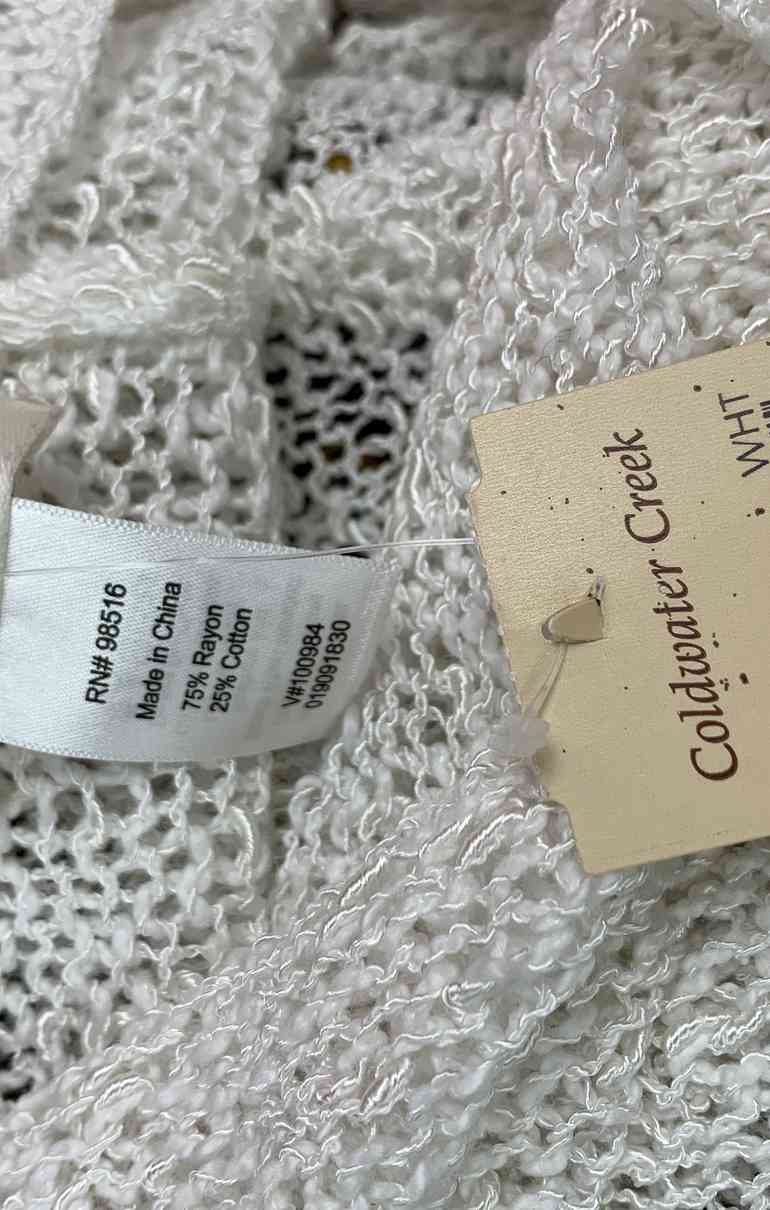 RN# 98516
Made in China
75% Rayon
25% Cotton
V#100984
019091830
Coldwater Creek
WHT